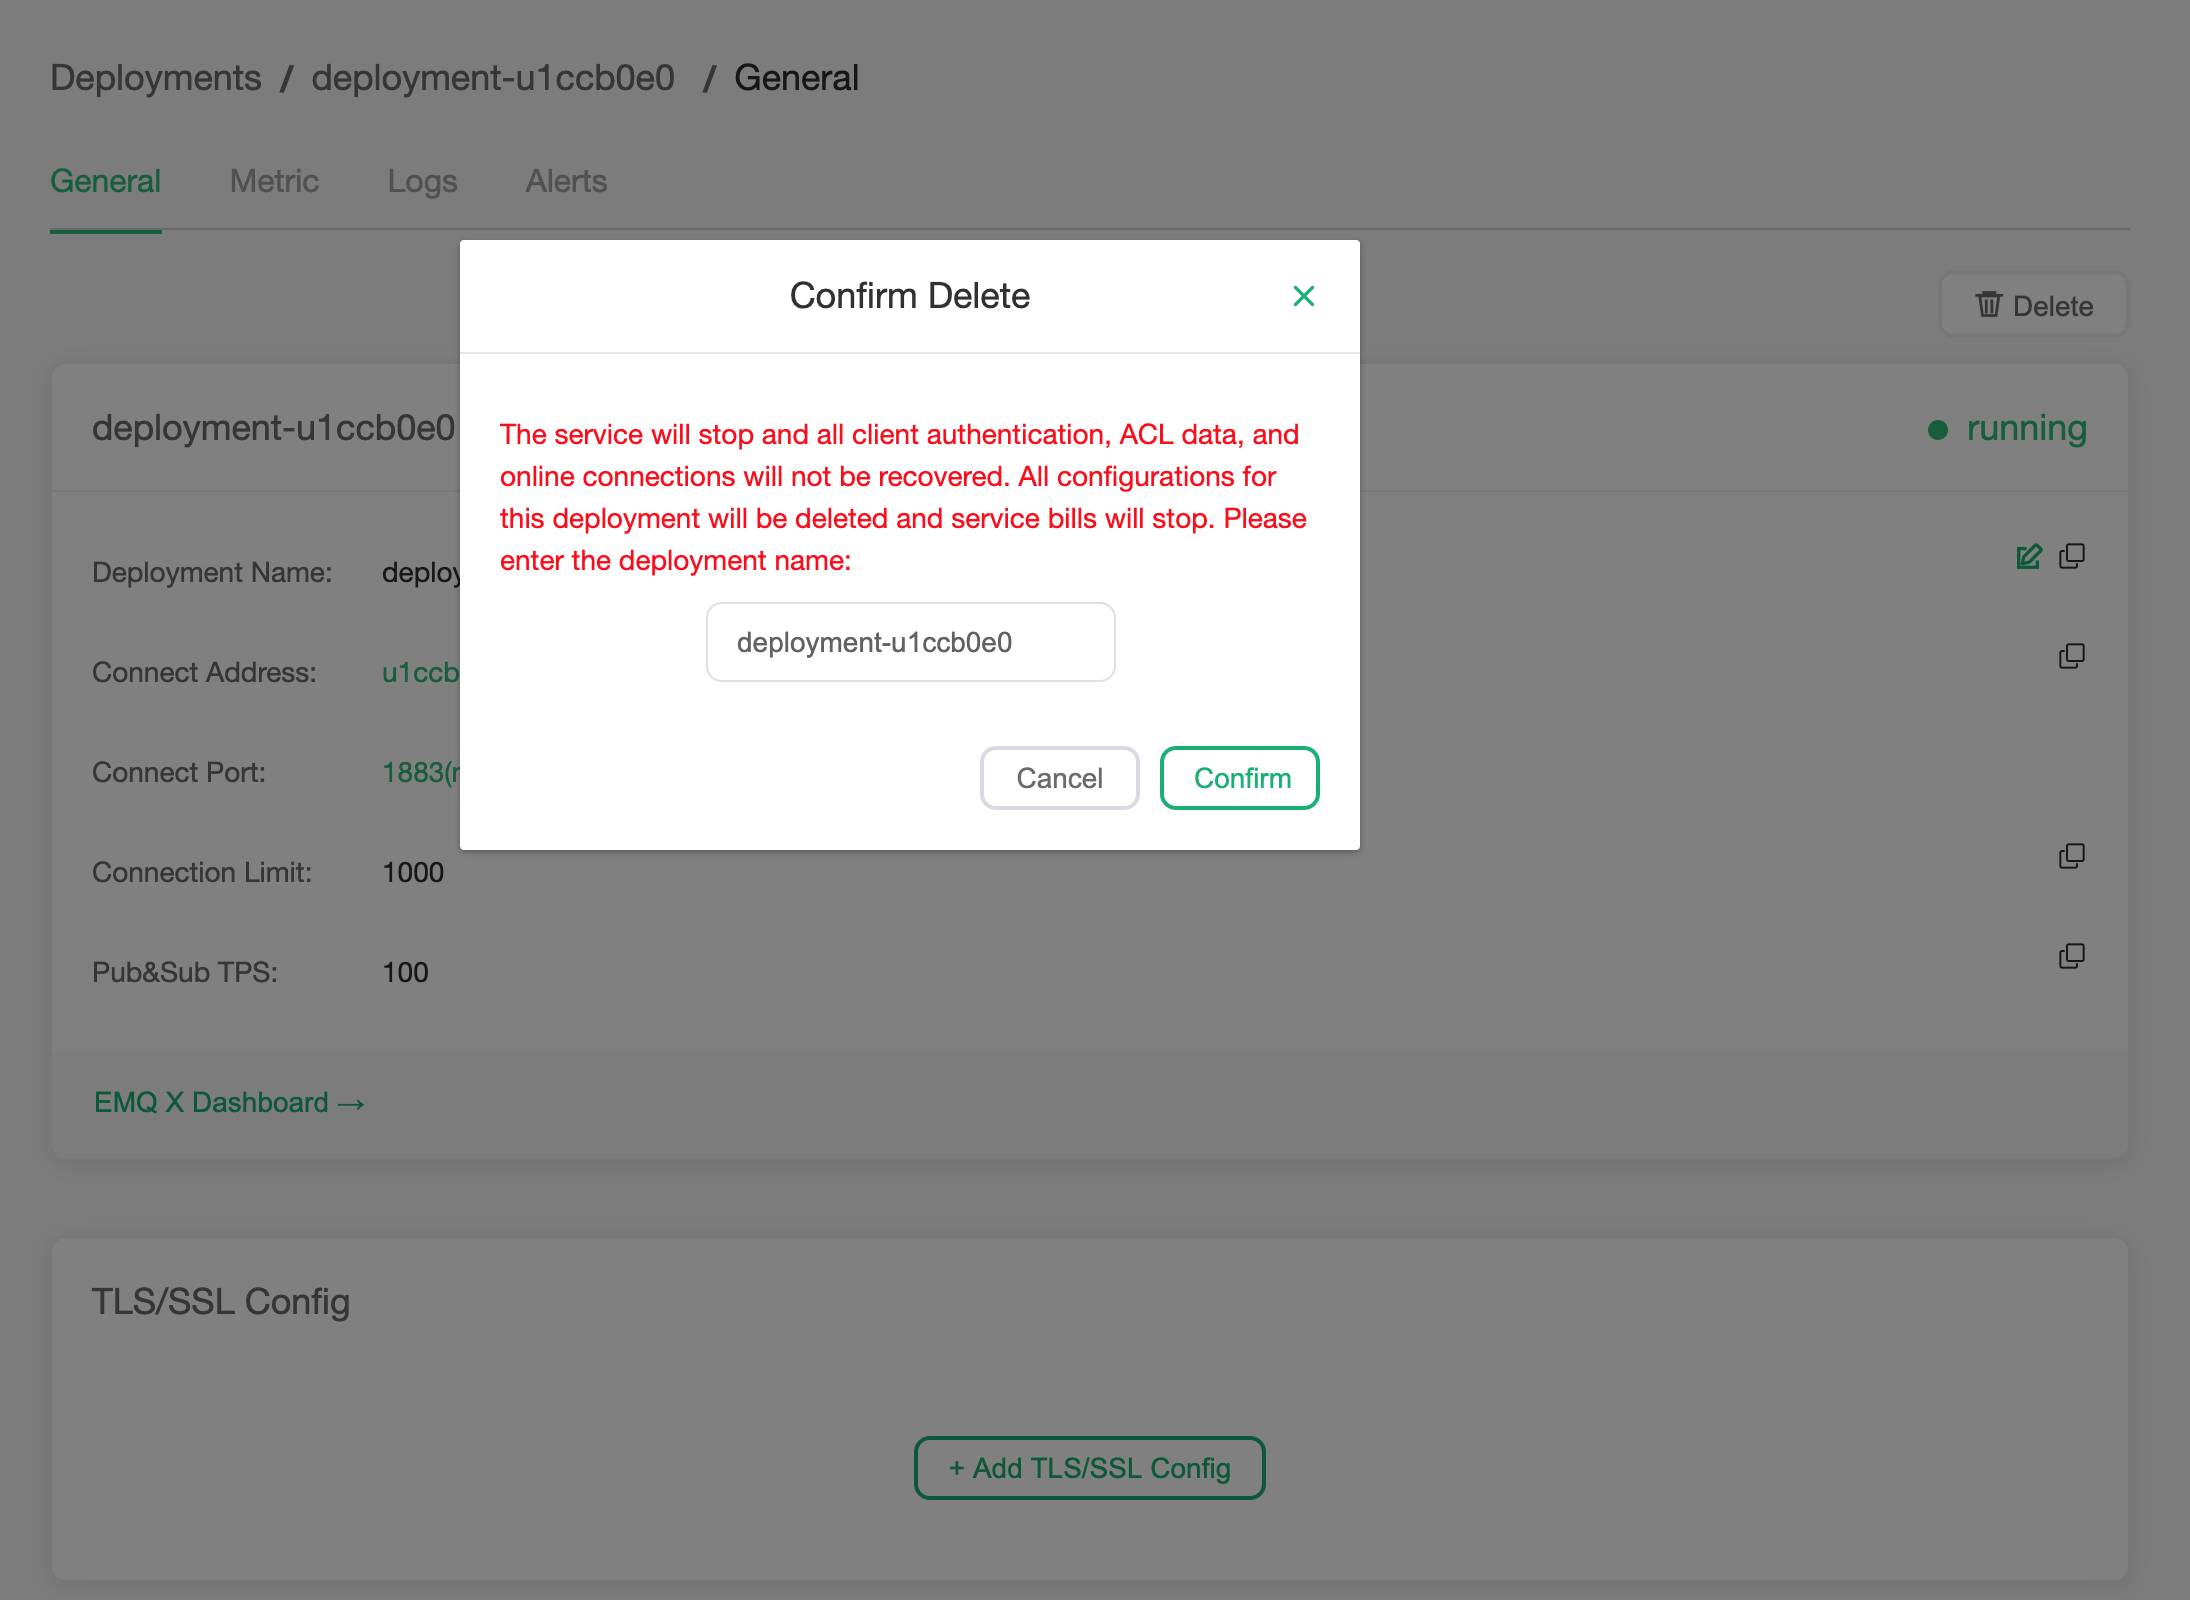 Deployments / deployment-u1ccb0e0 / General
General Metric Logs Alerts
Confirm Delete
Delete
deployment-u1ccb0e0
running
The service will stop and all client authentication, ACL data, and
online connections will not be recovered. All configurations for
this deployment will be deleted and service bills will stop. Please
enter the deployment name:
deployment-u1ccb0e0
Cancel Confirm
Deployment Name: deploy
Connect Address: u1ccb
Connect Port: 1883(
Connection Limit: 1000
Pub&Sub TPS: 100
EMQ X Dashboard →
TLS/SSL Config
+ Add TLS/SSL Config